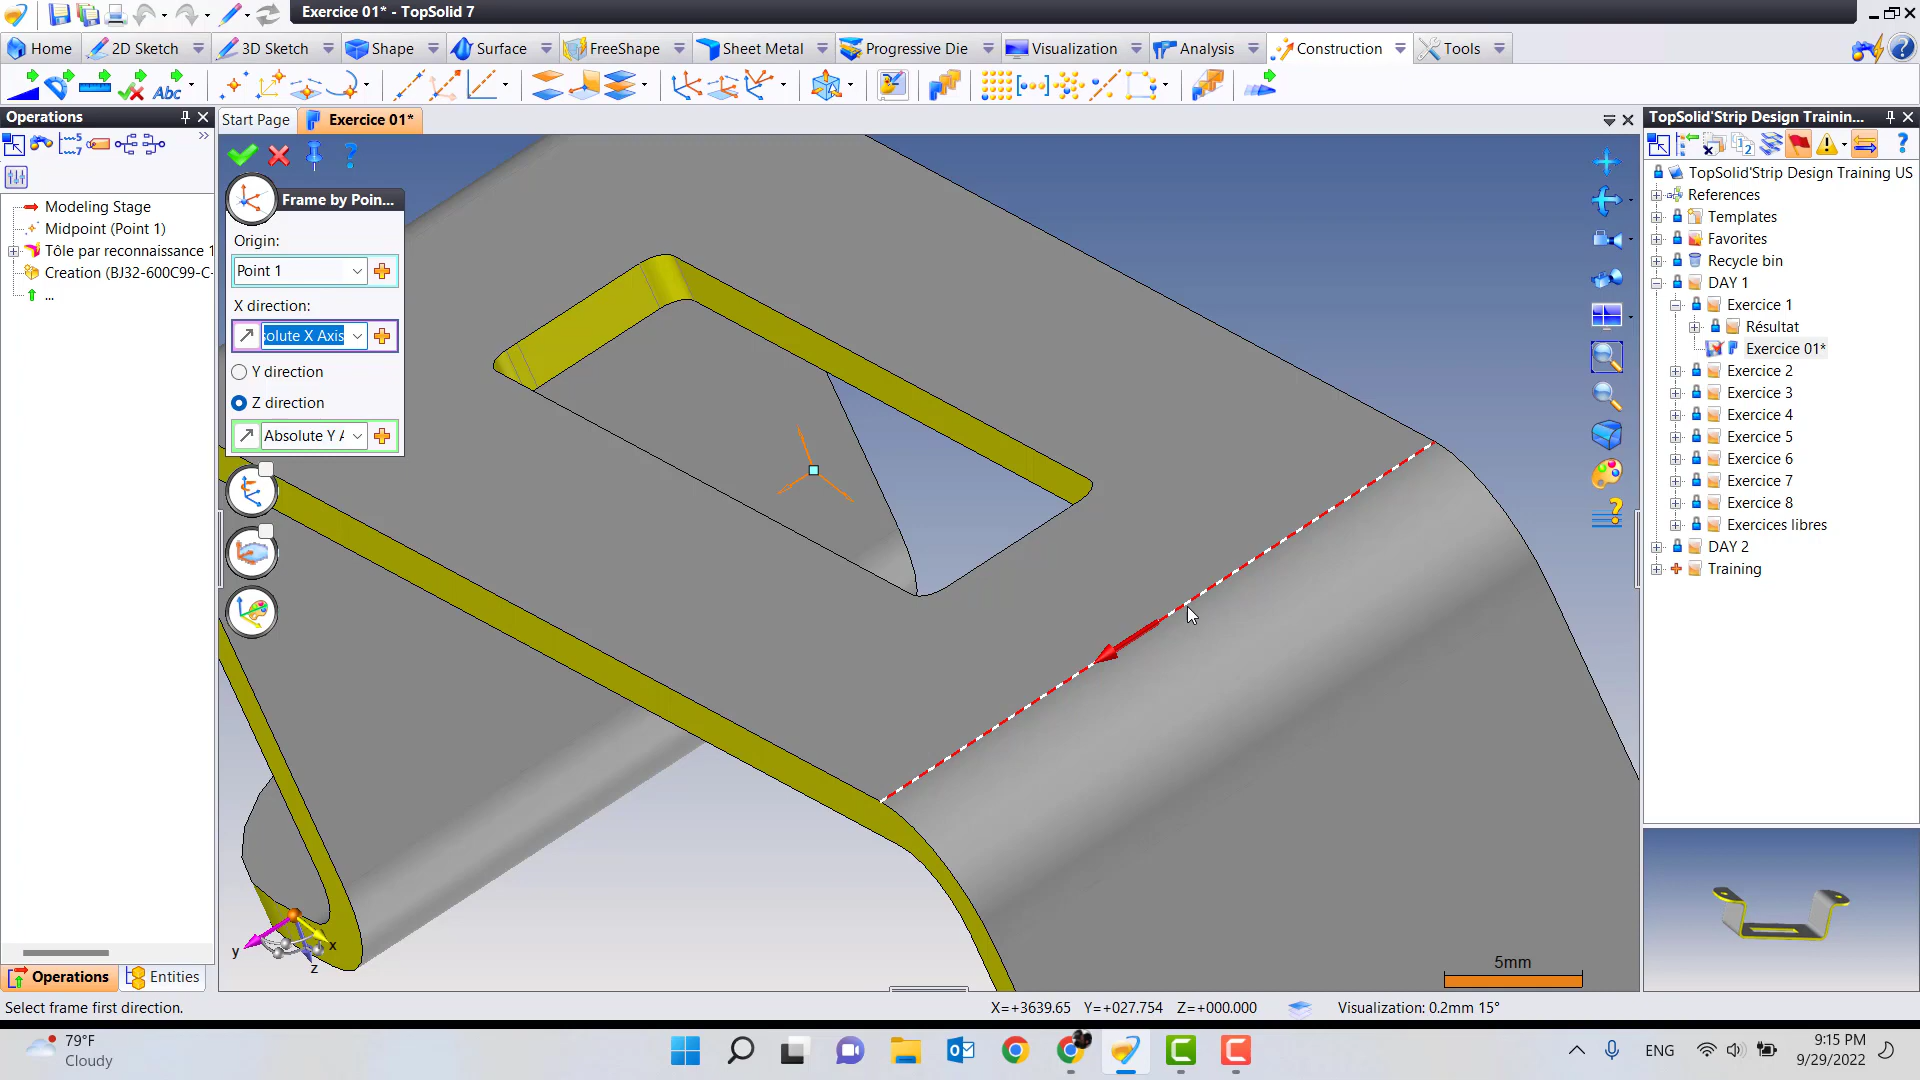 Exercice 01* - TopSolid 7
Home
2D Sketch
3D Sketch
Shape
Surface
FreeShape
Sheet Metal
Progressive Die
Visualization
Analysis
Construction
Tools
Abc
Operations
Start Page
Exercice 01*
TopSolid'Strip Design Trainin...
Modeling Stage
Midpoint (Point 1)
Tôle par reconnaissance 1
Creation (BJ32-600C99-C-
...
Frame by Poin...
Origin:
Point 1
X direction:
solute X Axis
Y direction
Z direction
Absolute Y A
TopSolid'Strip Design Training US
References
Templates
Favorites
Recycle bin
DAY 1
Exercice 1
Résultat
Exercice 01*
Exercice 2
Exercice 3
Exercice 4
Exercice 5
Exercice 6
Exercice 7
Exercice 8
Exercices libres
DAY 2
Training
y
x
z
5mm
Operations
Entities
Select frame first direction.
X=+3639.65 Y=+027.754 Z=+000.000
Visualization: 0.2mm 15°
79°F
Cloudy
ENG
9:15 PM
9/29/2022